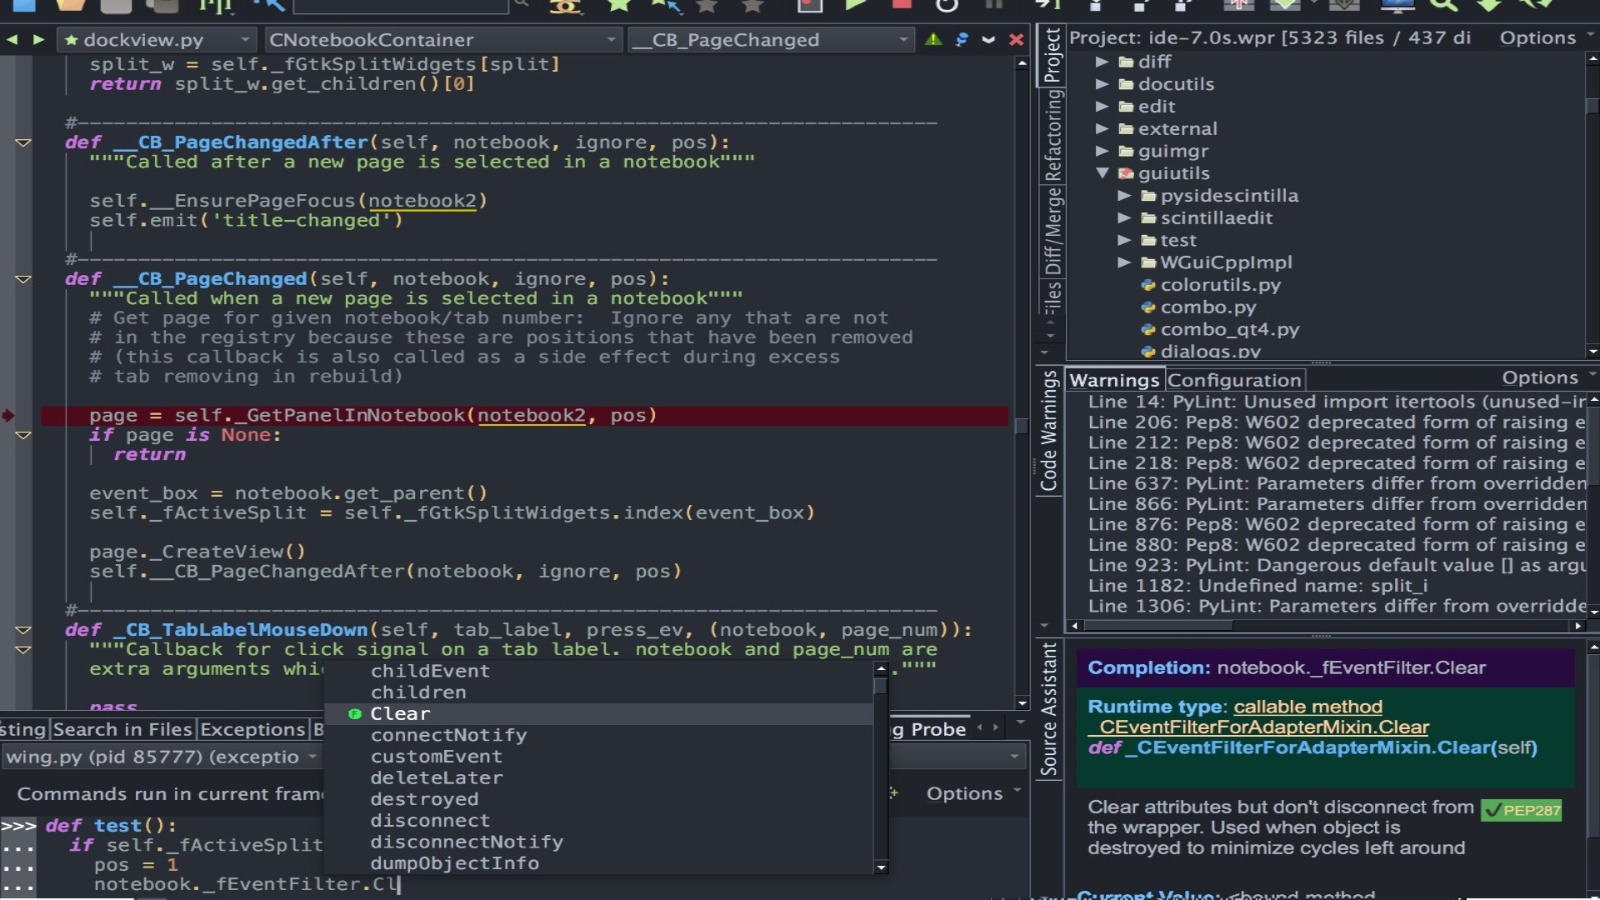 dockview.py
CNotebookContainer
__CB_PageChanged
split_w = self._fGtkSplitWidgets[split]
return split_w.get_children()[0]
#-----------------------------------------------------------------------
def __CB_PageChangedAfter(self, notebook, ignore, pos):
"""Called after a new page is selected in a notebook"""
self.__EnsurePageFocus(notebook2)
self.emit('title-changed')
#-----------------------------------------------------------------------
def __CB_PageChanged(self, notebook, ignore, pos):
"""Called when a new page is selected in a notebook"""
# Get page for given notebook/tab number:  Ignore any that are not
# in the registry because these are positions that have been removed
# (this callback is also called as a side effect during excess
# tab removing in rebuild)
page = self._GetPanelInNotebook(notebook2, pos)
if page is None:
return
event_box = notebook.get_parent()
self._fActiveSplit = self._fGtkSplitWidgets.index(event_box)
page._CreateView()
self.__CB_PageChangedAfter(notebook, ignore, pos)
#-----------------------------------------------------------------------
def _CB_TabLabelMouseDown(self, tab_label, press_ev, (notebook, page_num)):
"""Callback for click signal on a tab label. notebook and page_num are
extra arguments whic ."""
pass
childEvent
children
Clear
connectNotify
customEvent
deleteLater
destroyed
disconnect
disconnectNotify
dumpObjectInfo
sting Search in Files Exceptions B g Probe
wing.py (pid 85777) (exceptio
Commands run in current frame Options
>>> def test():
... if self._fActiveSplit
... pos = 1
... notebook._fEventFilter.Cl
Project
Refactoring
Diff/Merge
Files
Project: ide-7.0s.wpr [5323 files / 437 di Options
diff
docutils
edit
external
guimgr
guiutils
pysidescintilla
scintillaedit
test
WGuiCppImpl
colorutils.py
combo.py
combo_qt4.py
dialogs.py
Code Warnings
Warnings Configuration Options
Line 14: PyLint: Unused import itertools (unused-ir
Line 206: Pep8: W602 deprecated form of raising e
Line 212: Pep8: W602 deprecated form of raising e
Line 218: Pep8: W602 deprecated form of raising e
Line 637: PyLint: Parameters differ from overridden
Line 866: PyLint: Parameters differ from overridden
Line 876: Pep8: W602 deprecated form of raising e
Line 880: Pep8: W602 deprecated form of raising e
Line 923: PyLint: Dangerous default value [] as argu
Line 1182: Undefined name: split_i
Line 1306: PyLint: Parameters differ from overridde
Source Assistant
Completion: notebook._fEventFilter.Clear
Runtime type: callable method
_CEventFilterForAdapterMixin.Clear
def _CEventFilterForAdapterMixin.Clear(self)
Clear attributes but don't disconnect from PEP287
the wrapper. Used when object is
destroyed to minimize cycles left around
Current Value: <bound method